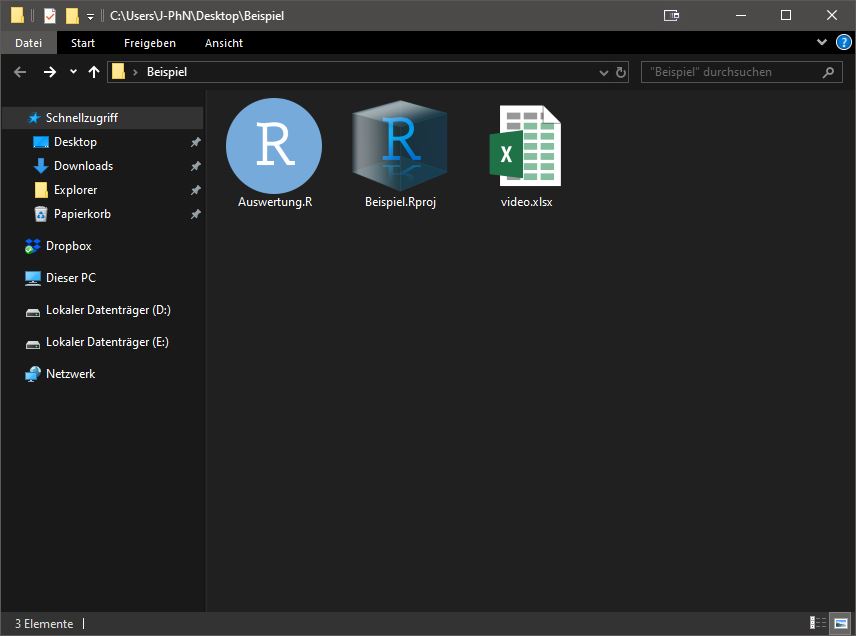 C:\Users\J-PhN\Desktop\Beispiel
Datei Start Freigeben Ansicht
?
Beispiel
"Beispiel" durchsuchen
Schnellzugriff
Desktop
Downloads
Explorer
Papierkorb
Dropbox
Dieser PC
Lokaler Datenträger (D:)
Lokaler Datenträger (E:)
Netzwerk
R R X
Auswertung.R Beispiel.Rproj video.xlsx
3 Elemente